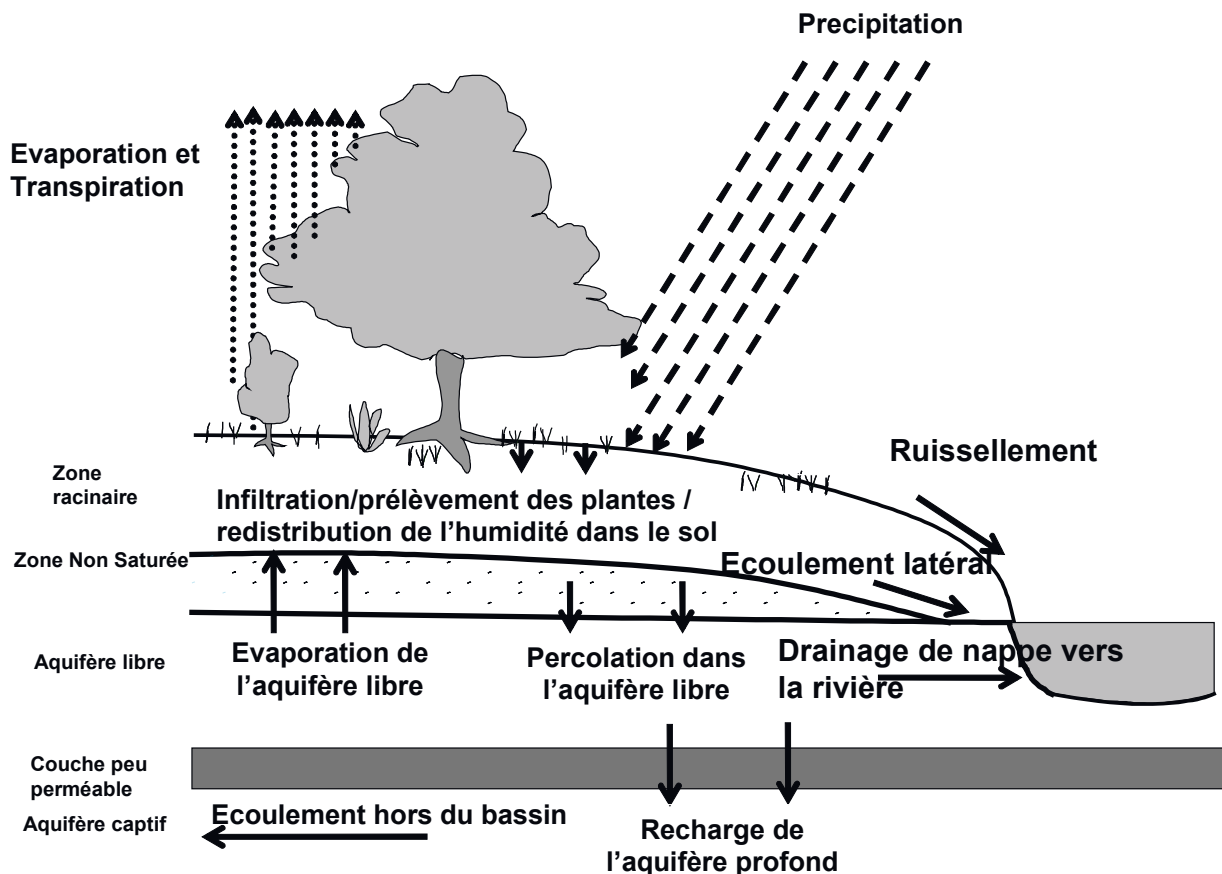 Precipitation
Evaporation et
Transpiration
Ruissellement
Zone
racinaire
Infiltration/prélèvement des plantes /
redistribution de l’humidité dans le sol
Zone Non Saturée
Ecoulement latéral
Aquifère libre
Evaporation de
l’aquifère libre
Percolation dans
l’aquifère libre
Drainage de nappe vers
la rivière
Couche peu
perméable
Aquifère captif
Ecoulement hors du bassin
Recharge de
l’aquifère profond